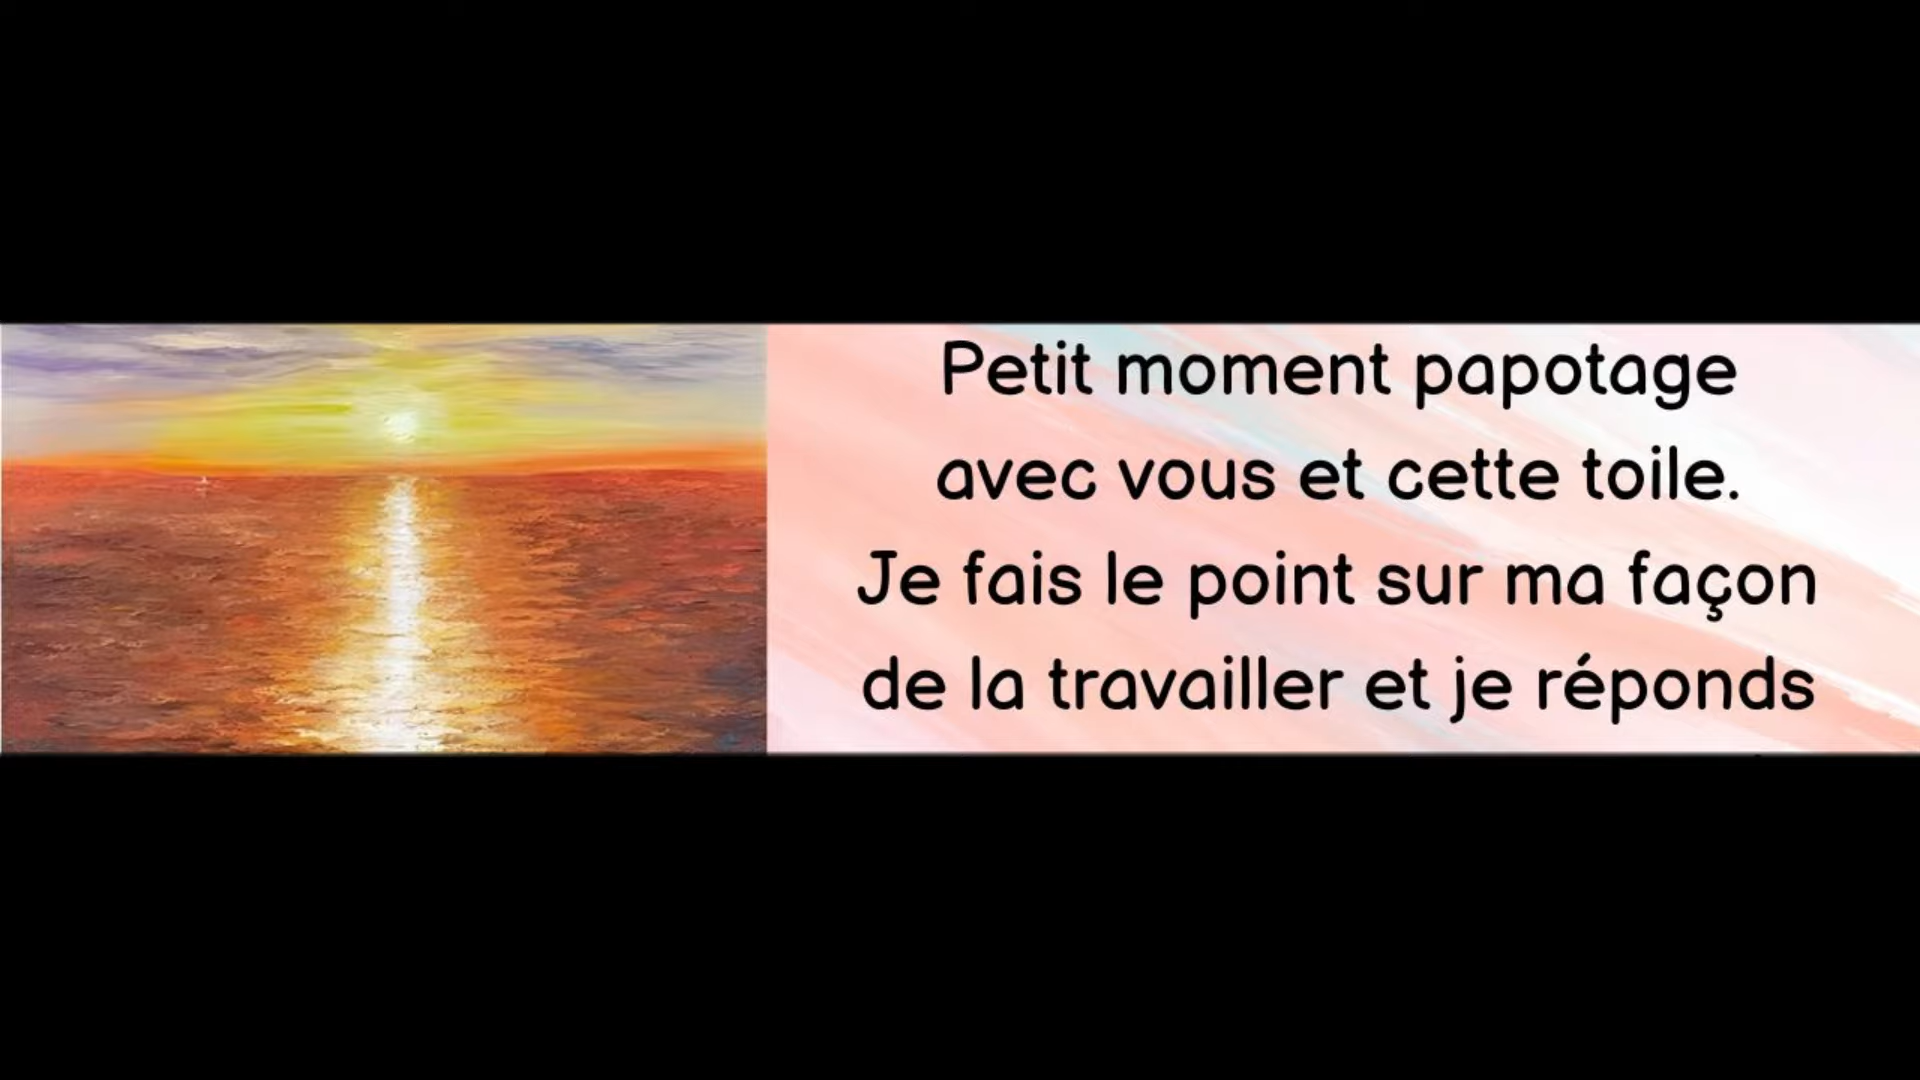 Petit moment papotage
avec vous et cette toile.
Je fais le point sur ma façon
de la travailler et je réponds